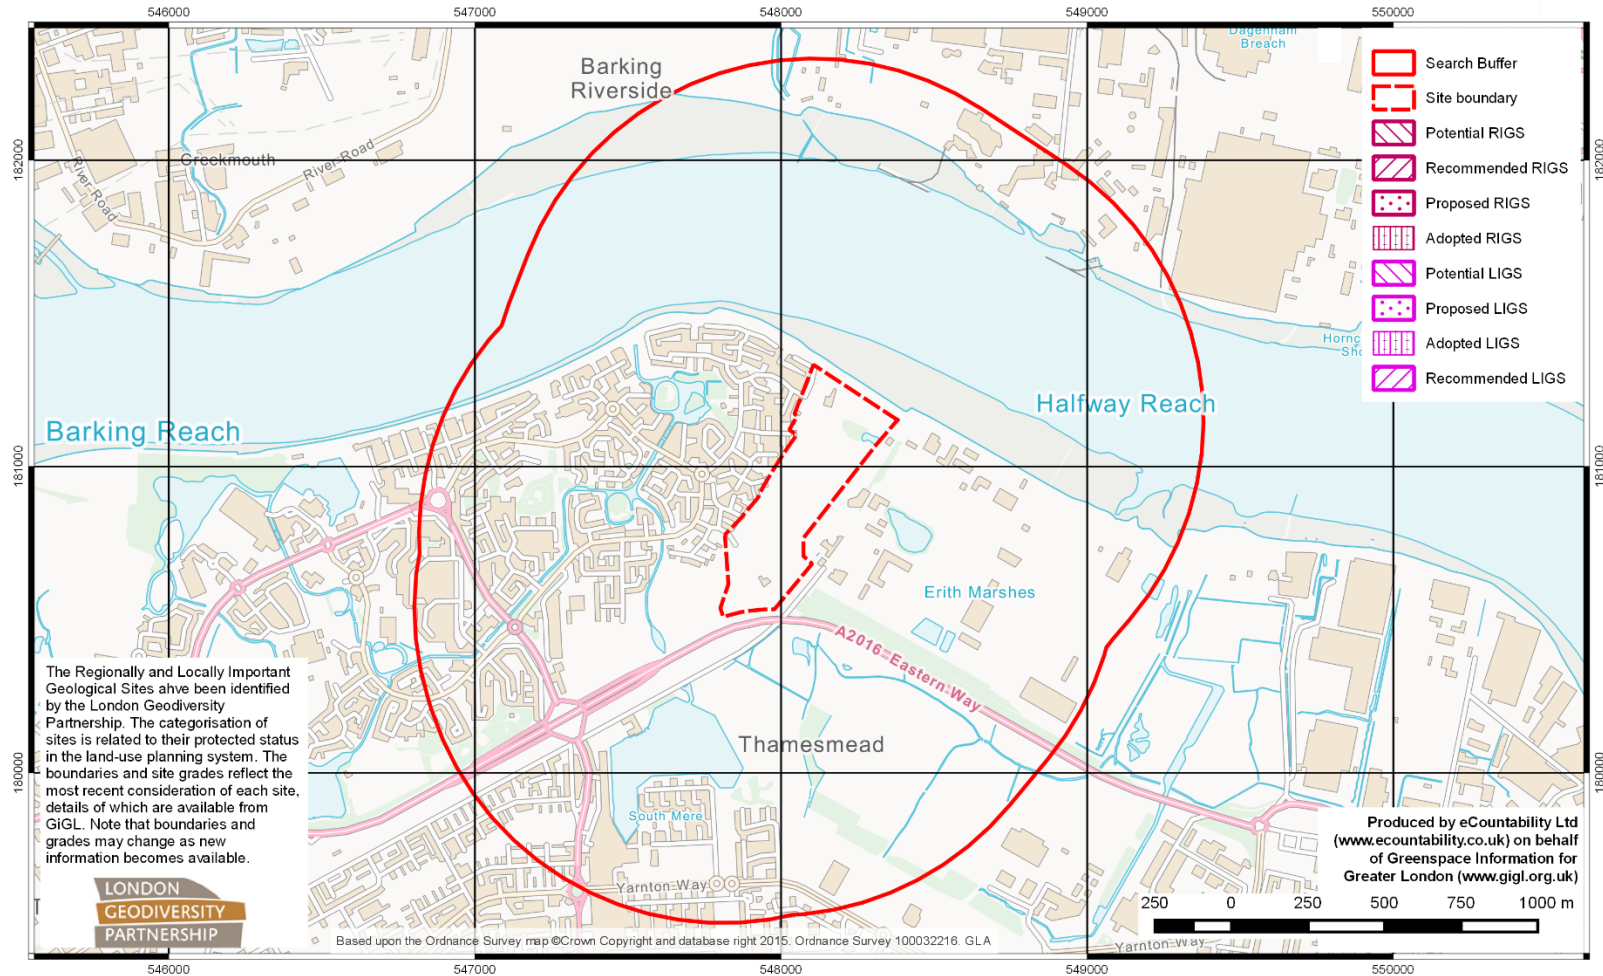 546000
547000
548000
549000
550000
Dagenham
Breach
Barking
Riverside
Creekmouth
River Road
River Road
182000
182000
Search Buffer
Site boundary
Potential RIGS
Recommended RIGS
Proposed RIGS
Adopted RIGS
Potential LIGS
Proposed LIGS
Adopted LIGS
Recommended LIGS
Barking Reach
Halfway Reach
181000
181000
Erith Marshes
A2016 Eastern Way
Thamesmead
South Mere
Yarnton Way
Yarnton Way
180000
180000
The Regionally and Locally Important
Geological Sites ahve been identified
by the London Geodiversity
Partnership. The categorisation of
sites is related to their protected status
in the land-use planning system. The
boundaries and site grades reflect the
most recent consideration of each site,
details of which are available from
GiGL. Note that boundaries and
grades may change as new
information becomes available.
LONDON
GEODIVERSITY
PARTNERSHIP
Based upon the Ordnance Survey map ©Crown Copyright and database right 2015. Ordnance Survey 100032216. GLA
Produced by eCountability Ltd
(www.ecountability.co.uk) on behalf
of Greenspace Information for
Greater London (www.gigl.org.uk)
250 0 250 500 750 1000 m
546000
547000
548000
549000
550000